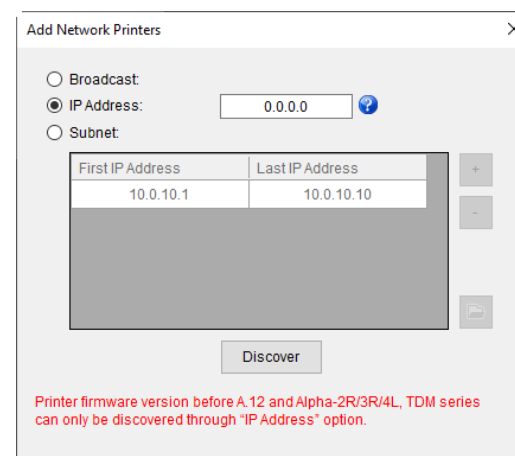 Add Network Printers
Broadcast:
IP Address: 0.0.0.0 ?
Subnet:
First IP Address Last IP Address
10.0.10.1 10.0.10.10
+
-
Discover
Printer firmware version before A.12 and Alpha-2R/3R/4L, TDM series
can only be discovered through “IP Address” option.